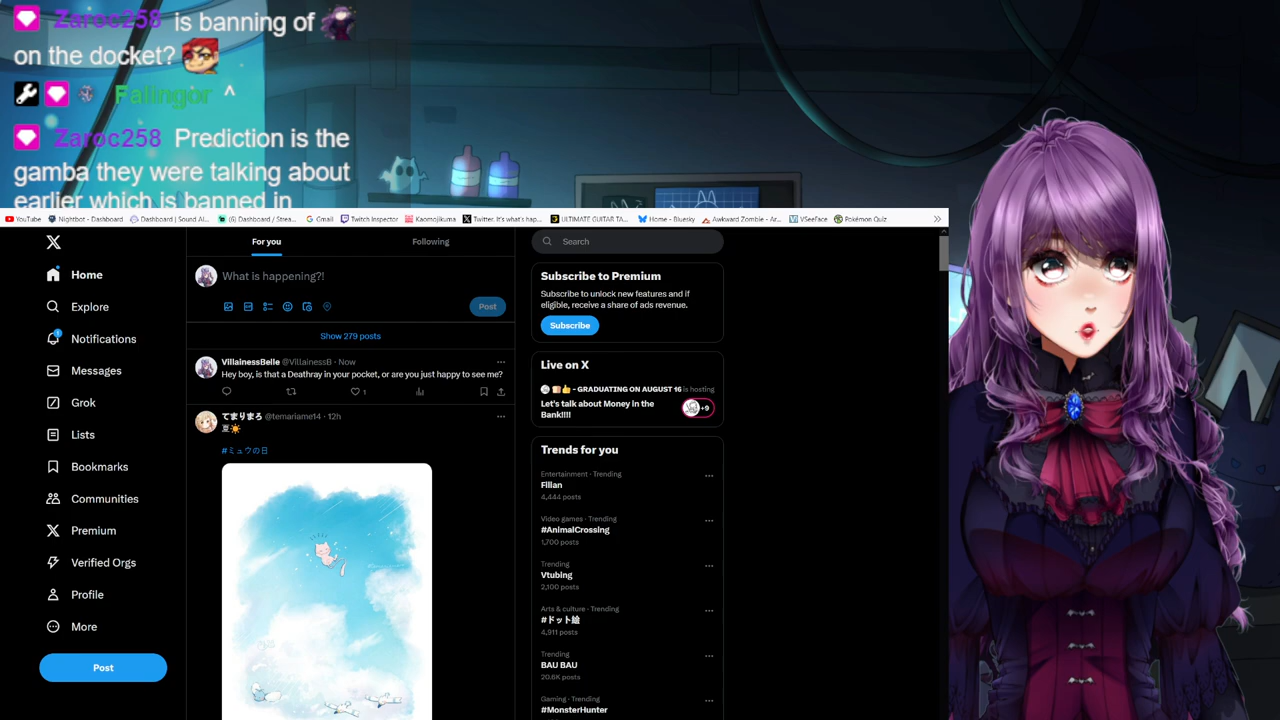 Zaroc258 is banning of
on the docket?
Falingor ^
Zaroc258 Prediction is the
gamba they were talking about
earlier which is banned in
YouTube
Nightbot - Dashboard
Dashboard | Sound Al...
(6) Dashboard / Strea...
Gmail
Twitch Inspector
Kaomojikuma
Twitter. It's what's hap...
ULTIMATE GUITAR TA...
Home - Bluesky
Awkward Zombie - Ar...
VSeeFace
Pokémon Quiz
Home
Explore
1
Notifications
Messages
Grok
Lists
Bookmarks
Communities
Premium
Verified Orgs
Profile
More
Post
For you
Following
What is happening?!
Post
Show 279 posts
VillainessBelle @VillainessB · Now
Hey boy, is that a Deathray in your pocket, or are you just happy to see me?
1
てまりまろ @temariame14 · 12h
夏☀
#ミュウの日
Search
Subscribe to Premium
Subscribe to unlock new features and if
eligible, receive a share of ads revenue.
Subscribe
Live on X
- GRADUATING ON AUGUST 16 is hosting
Let's talk about Money in the
Bank!!!!
+9
Trends for you
Entertainment · Trending
Filian
4,444 posts
Video games · Trending
#AnimalCrossing
1,700 posts
Trending
Vtubing
2,100 posts
Arts & culture · Trending
#ドット絵
4,911 posts
Trending
BAU BAU
20.6K posts
Gaming · Trending
#MonsterHunter